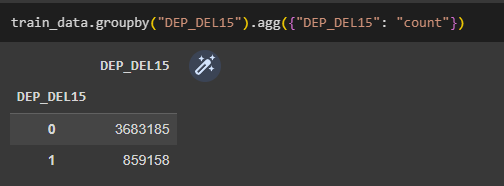 train_data.groupby("DEP_DEL15").agg({"DEP_DEL15": "count"})
DEP_DEL15
DEP_DEL15
0 3683185
1 859158